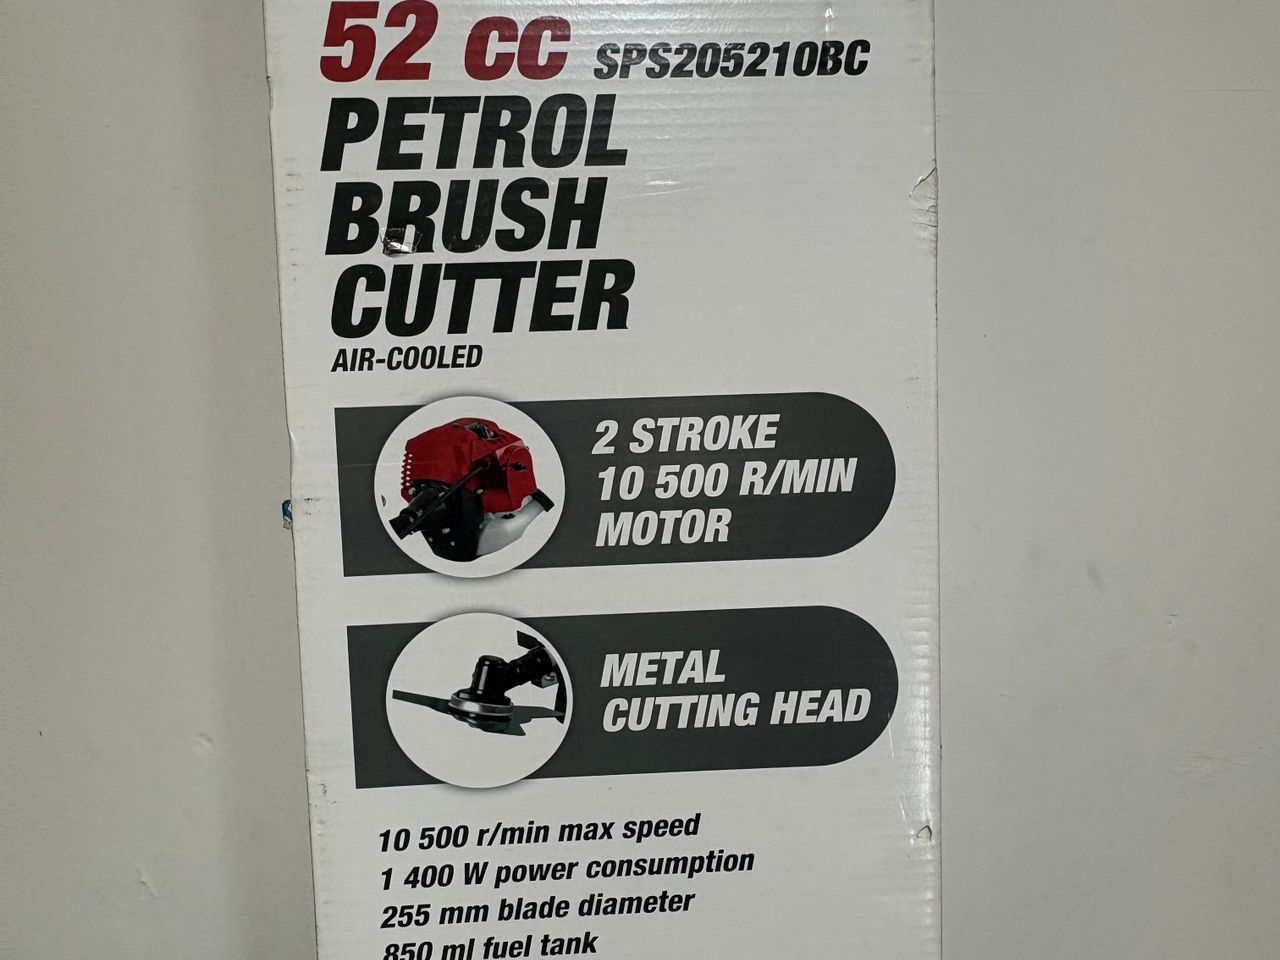 52 CC SPS205210BC
PETROL
BRUSH
CUTTER
AIR-COOLED
2 STROKE
10 500 R/MIN
MOTOR
METAL
CUTTING HEAD
10 500 r/min max speed
1 400 W power consumption
255 mm blade diameter
850 ml fuel tank